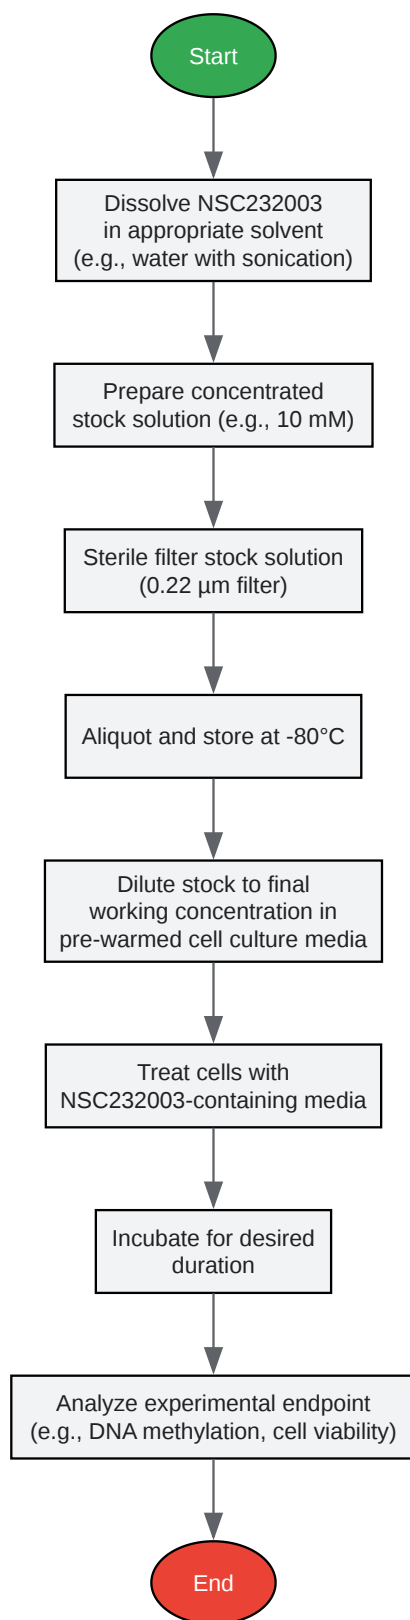 Start
Dissolve NSC232003
in appropriate solvent
(e.g., water with sonication)
Prepare concentrated
stock solution (e.g., 10 mM)
Sterile filter stock solution
(0.22 µm filter)
Aliquot and store at -80°C
Dilute stock to final
working concentration in
pre-warmed cell culture media
Treat cells with
NSC232003-containing media
Incubate for desired
duration
Analyze experimental endpoint
(e.g., DNA methylation, cell viability)
End